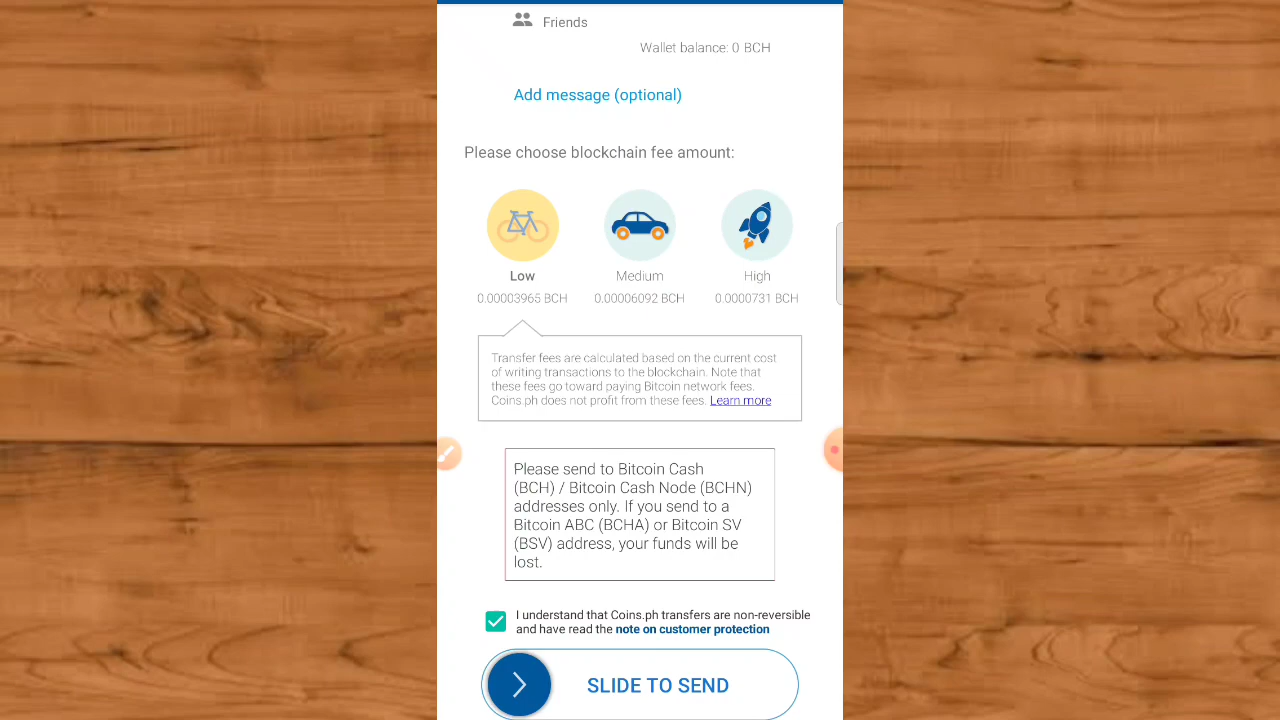 Friends
Wallet balance: 0 BCH
Add message (optional)
Please choose blockchain fee amount:
Low
Medium
High
0.00003965 BCH
0.00006092 BCH
0.0000731 BCH
Transfer fees are calculated based on the current cost
of writing transactions to the blockchain. Note that
these fees go toward paying Bitcoin network fees.
Coins.ph does not profit from these fees. Learn more
Please send to Bitcoin Cash
(BCH) / Bitcoin Cash Node (BCHN)
addresses only. If you send to a
Bitcoin ABC (BCHA) or Bitcoin SV
(BSV) address, your funds will be
lost.
I understand that Coins.ph transfers are non-reversible
and have read the note on customer protection
SLIDE TO SEND